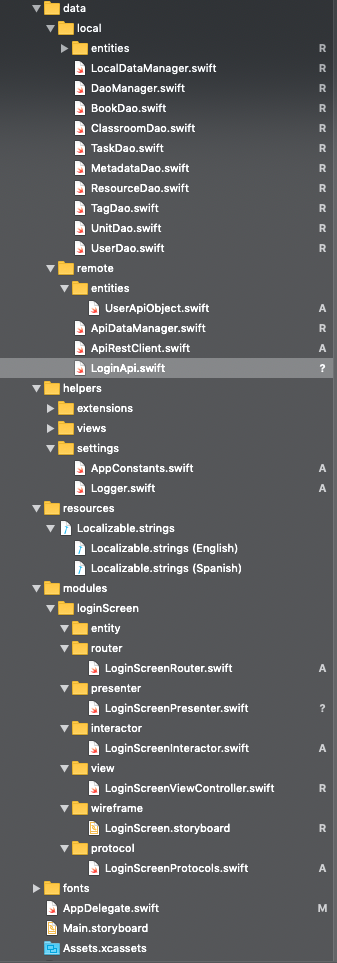 data
local
entities R
LocalDataManager.swift R
DaoManager.swift R
BookDao.swift R
ClassroomDao.swift R
TaskDao.swift R
MetadataDao.swift R
ResourceDao.swift R
TagDao.swift R
UnitDao.swift R
UserDao.swift R
remote
entities
UserApiObject.swift A
ApiDataManager.swift R
ApiRestClient.swift A
LoginApi.swift ?
helpers
extensions
views
settings
AppConstants.swift A
Logger.swift A
resources
Localizable.strings
Localizable.strings (English)
Localizable.strings (Spanish)
modules
loginScreen
entity
router
LoginScreenRouter.swift A
presenter
LoginScreenPresenter.swift ?
interactor
LoginScreenInteractor.swift A
view
LoginScreenViewController.swift R
wireframe
LoginScreen.storyboard R
protocol
LoginScreenProtocols.swift A
fonts
AppDelegate.swift M
Main.storyboard
Assets.xcassets